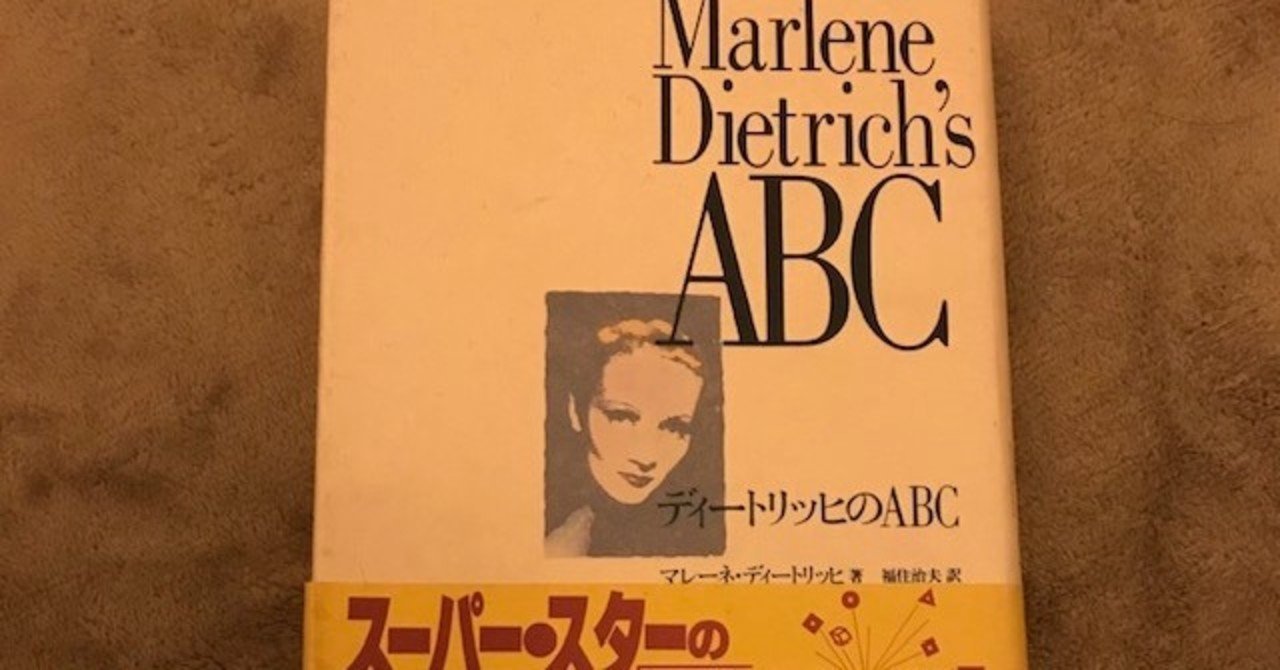 Marlene
Dietrich's
ABC
ディートリッヒのABC
マレーネ・ディートリッヒ 著 福住治夫 訳
スーパー・スターの